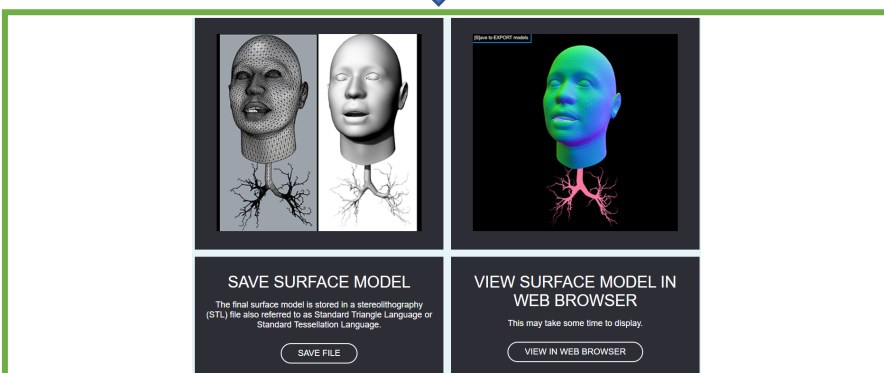 [S]ave to EXPORT models
SAVE SURFACE MODEL
The final surface model is stored in a stereolithography
(STL) file also referred to as Standard Triangle Language or
Standard Tessellation Language.
SAVE FILE
VIEW SURFACE MODEL IN
WEB BROWSER
This may take some time to display.
VIEW IN WEB BROWSER